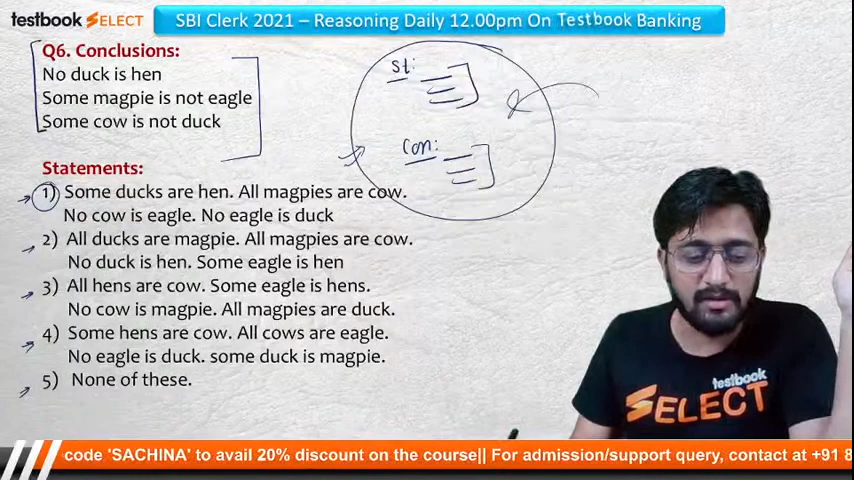 testbook SELECT
SBI Clerk 2021 – Reasoning Daily 12.00pm On Testbook Banking
Q6. Conclusions:
No duck is hen
Some magpie is not eagle
Some cow is not duck
St:
Con:
Statements:
1) Some ducks are hen. All magpies are cow.
No cow is eagle. No eagle is duck
2) All ducks are magpie. All magpies are cow.
No duck is hen. Some eagle is hen
3) All hens are cow. Some eagle is hens.
No cow is magpie. All magpies are duck.
4) Some hens are cow. All cows are eagle.
No eagle is duck. some duck is magpie.
5) None of these.
testbook
SELECT
code 'SACHINA' to avail 20% discount on the course|| For admission/support query, contact at +91 8